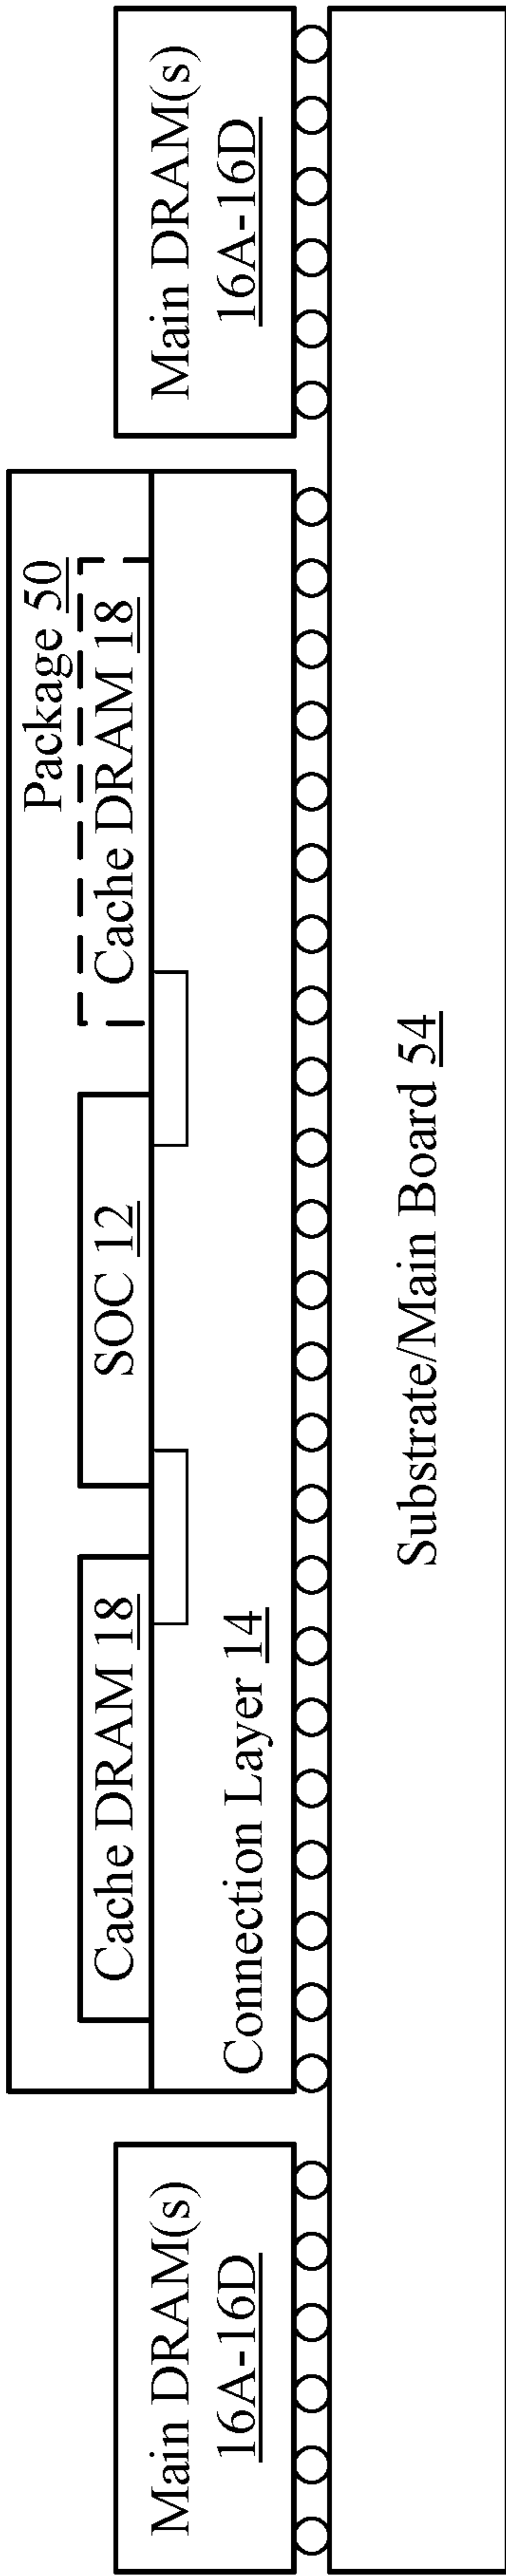 Package 50
Cache DRAM 18
SOC 12
Cache DRAM 18
Connection Layer 14
Main DRAM(s)
16A-16D
Main DRAM(s)
16A-16D
Substrate/Main Board 54